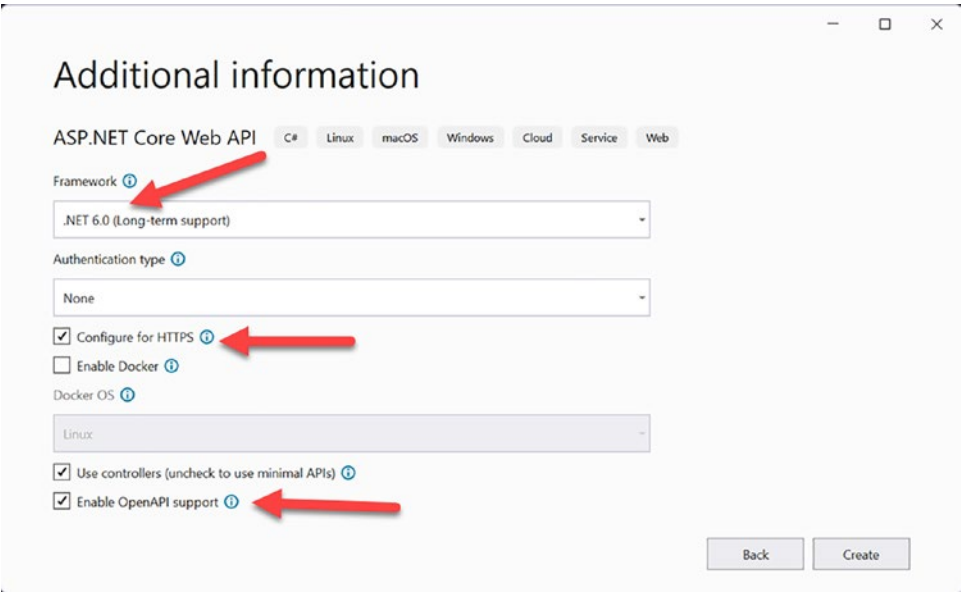 Additional information
ASP.NET Core Web API C# Linux macOS Windows Cloud Service Web
Framework
.NET 6.0 (Long-term support)
Authentication type
None
Configure for HTTPS
Enable Docker
Docker OS
Linux
Use controllers (uncheck to use minimal APIs)
Enable OpenAPI support
Back Create